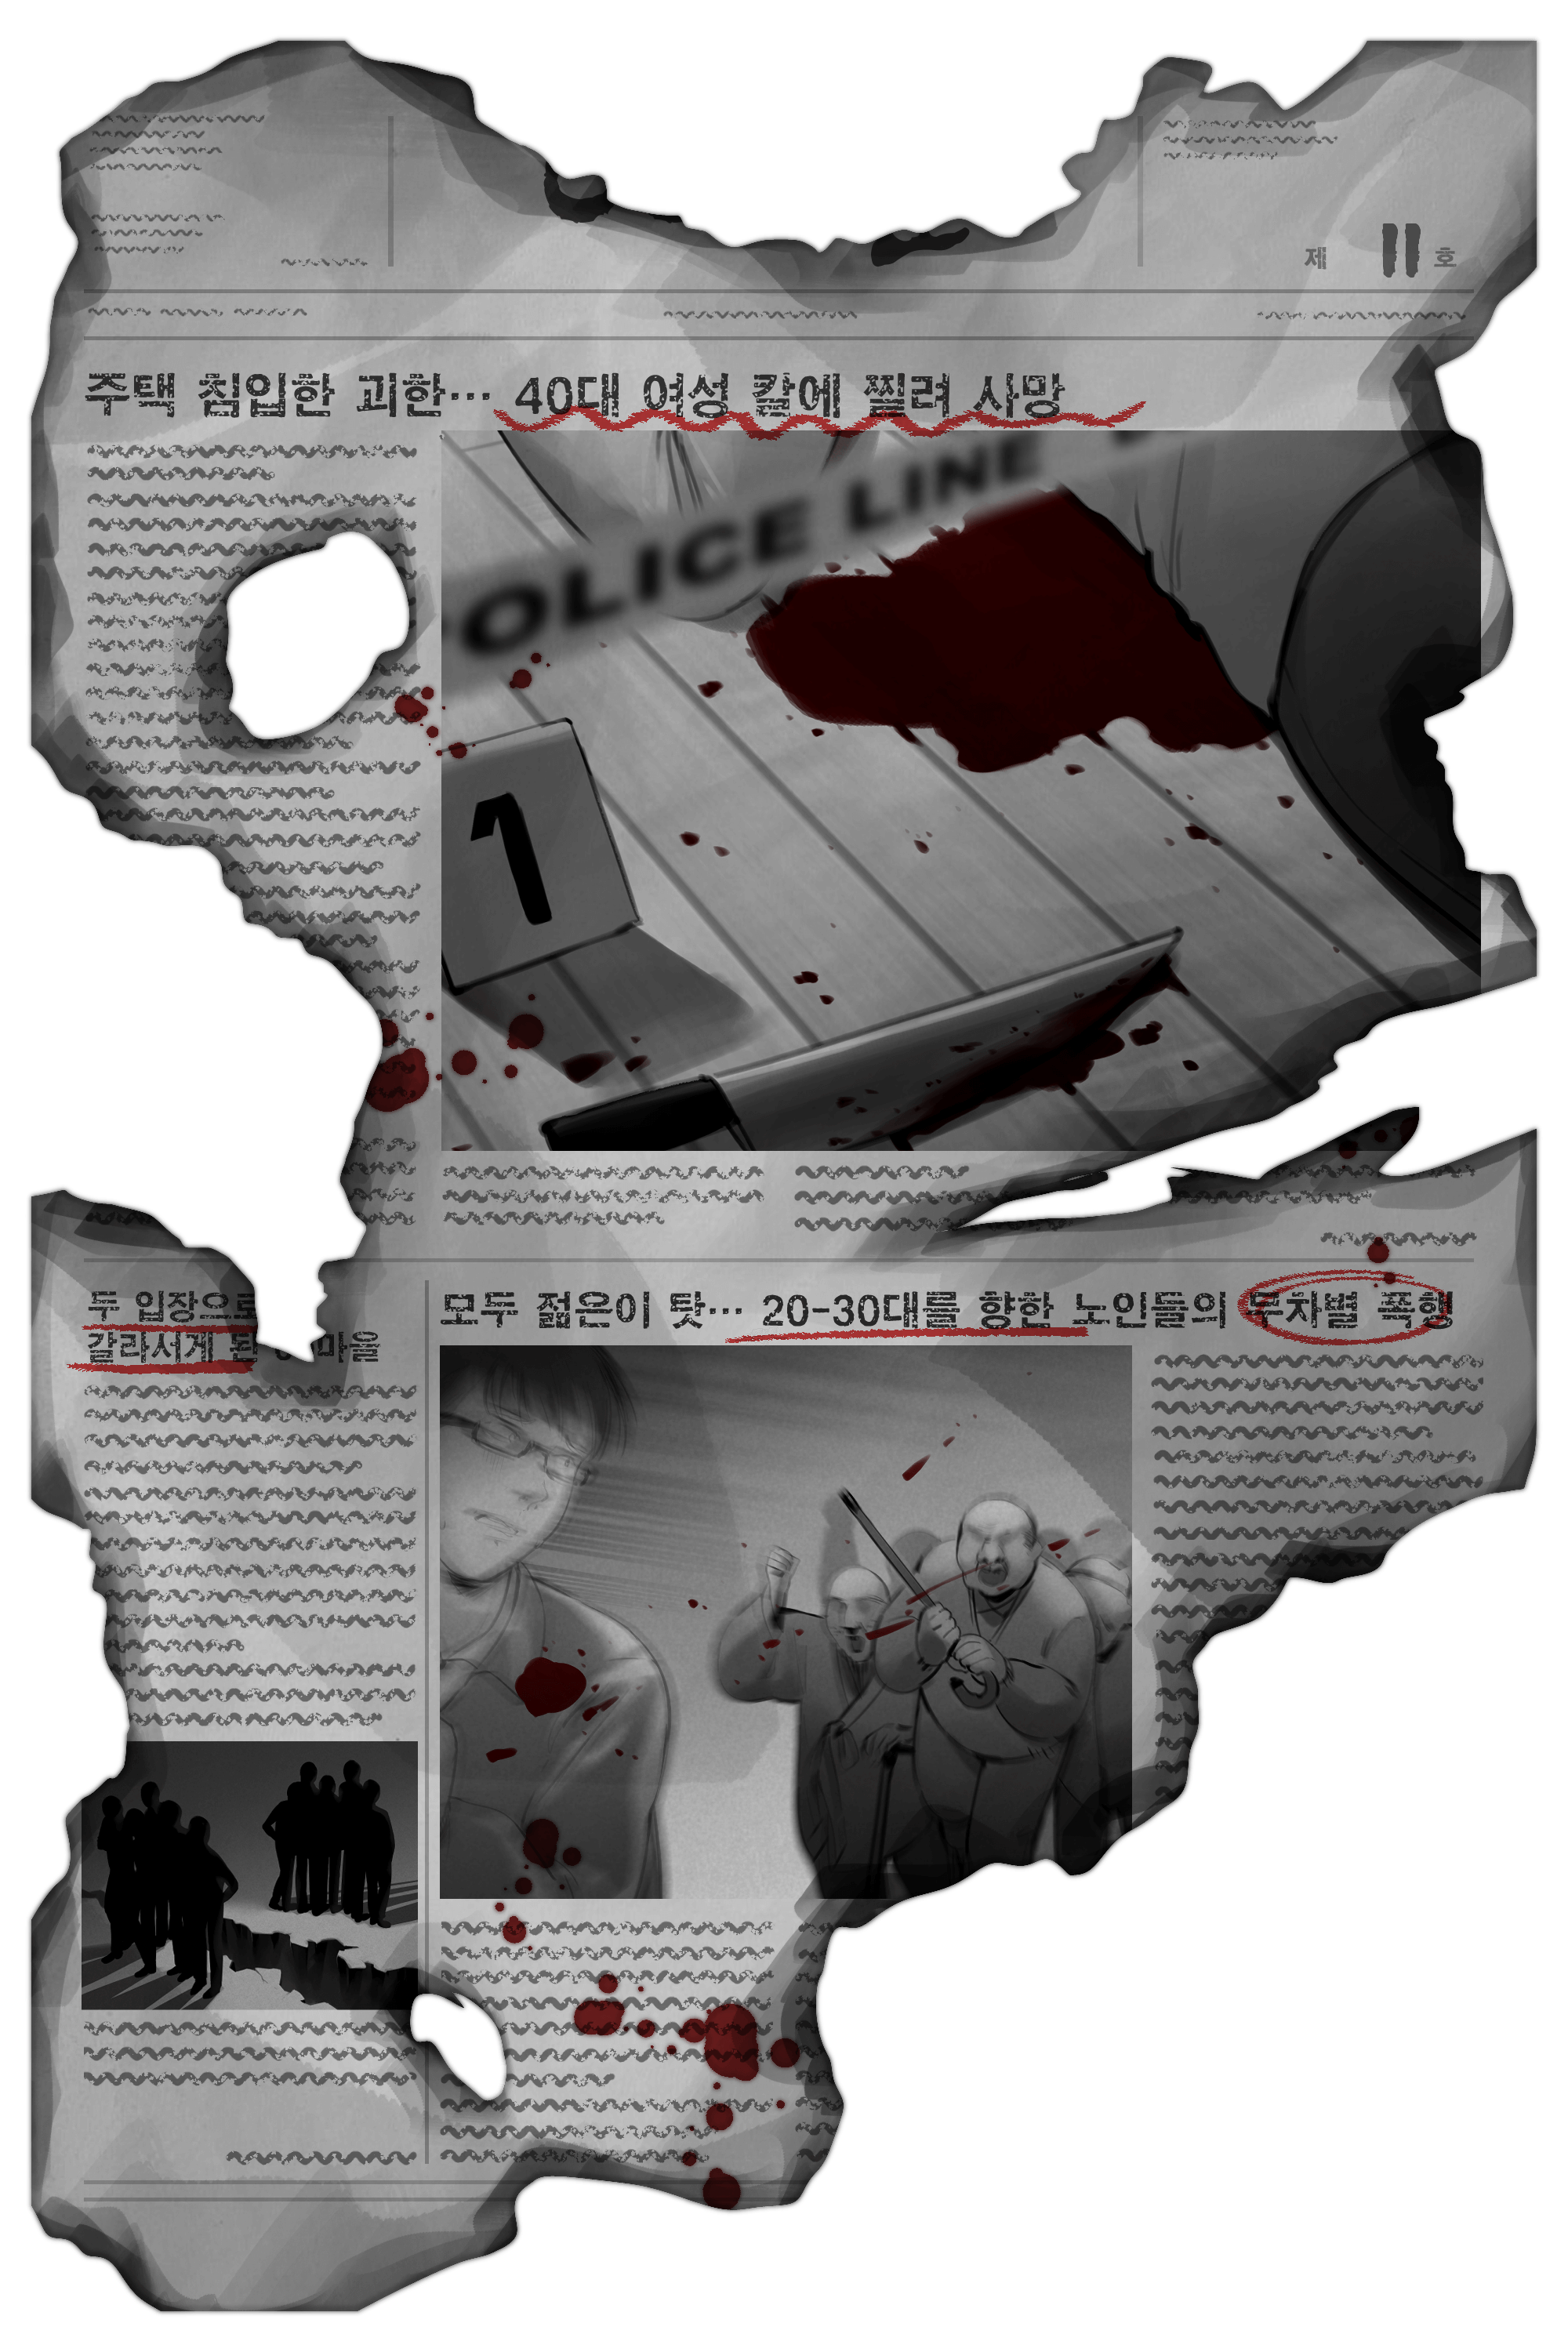 제 11 호
주택 침입한 괴한… 40대 여성 칼에 찔려 사망
OLICE LINE
1
두 입장으로
갈라서게 된 마을
모두 젊은이 탓… 20-30대를 향한 노인들의 무차별 폭행